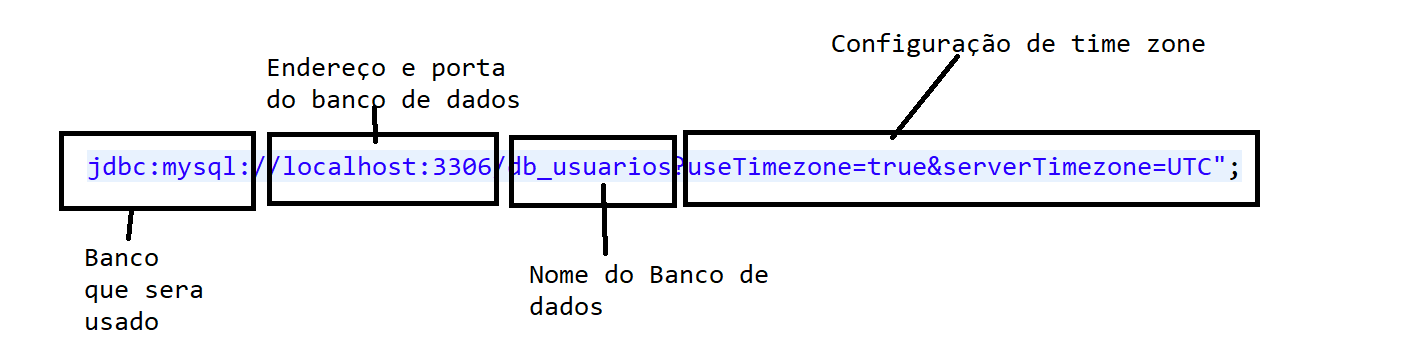 Configuração de time zone
Endereço e porta
do banco de dados
jdbc:mysql://localhost:3306/db_usuarios?useTimezone=true&serverTimezone=UTC";
Banco
que sera
usado
Nome do Banco de
dados